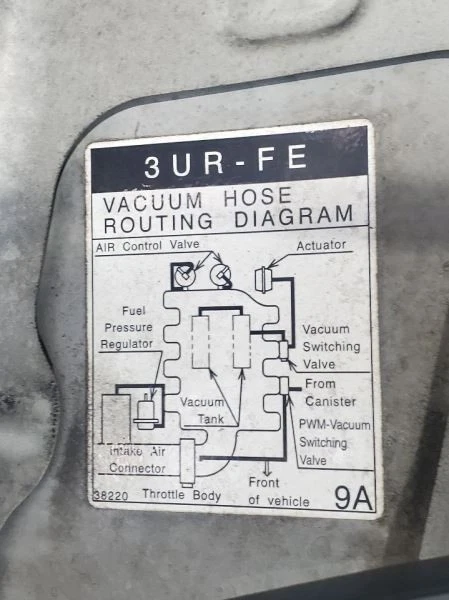 3UR-FE
VACUUM HOSE
ROUTING DIAGRAM
AIR Control Valve
Actuator
Fuel
Pressure
Regulator
Vacuum
Switching
Valve
Vacuum
Tank
From
Canister
PWM-Vacuum
Switching
Valve
Intake Air
Connector
38220
Throttle Body
Front
of vehicle
9A